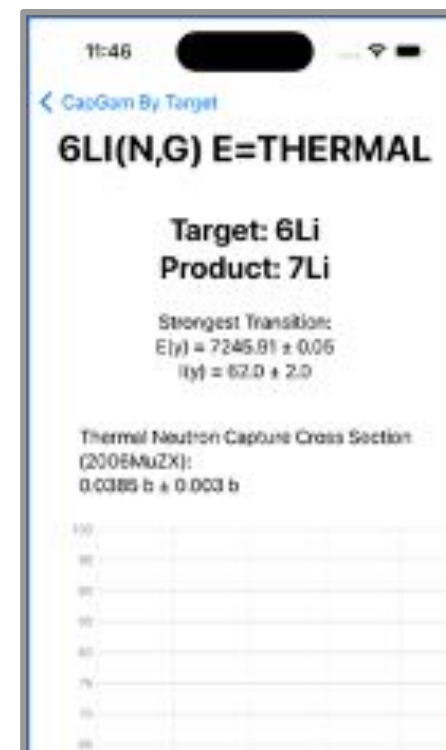 11:46
CapGam By Target
6LI(N,G) E=THERMAL
Target: 6Li
Product: 7Li
Strongest Transition:
E(γ) = 7245.91 ± 0.05
I(γ) = 62.0 ± 2.0
Thermal Neutron Capture Cross Section
(2006MuZX):
0.0385 b ± 0.003 b
100